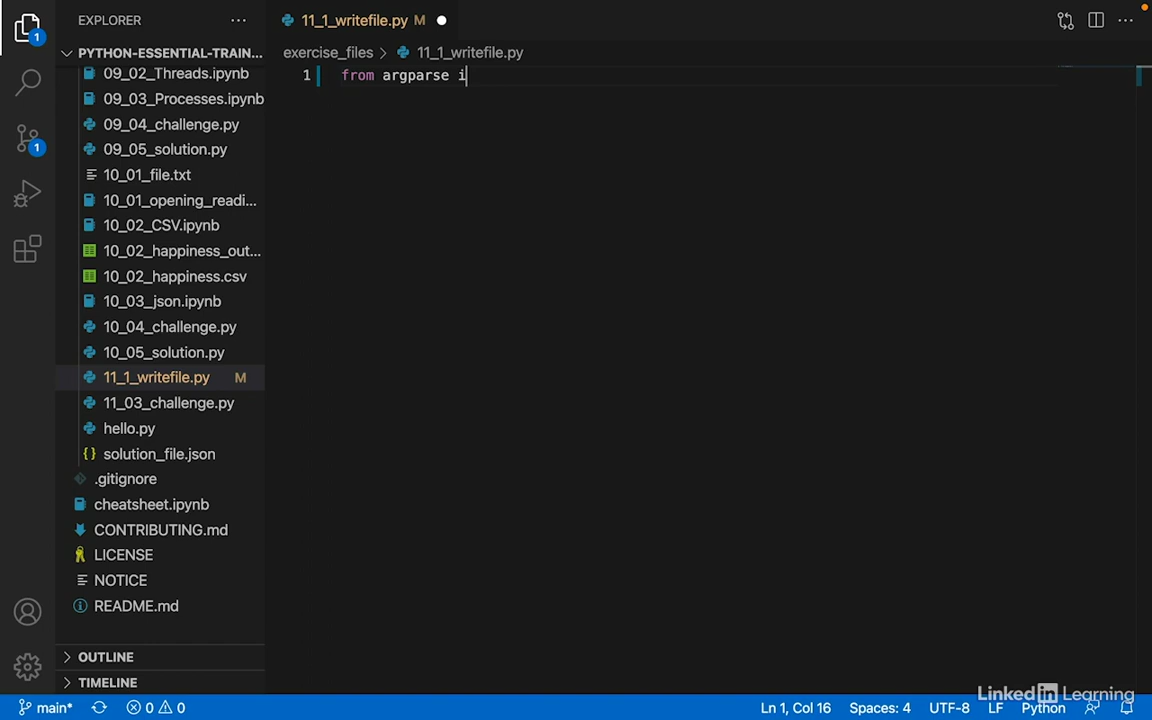 EXPLORER
PYTHON-ESSENTIAL-TRAIN...
09_02_Threads.ipynb
09_03_Processes.ipynb
09_04_challenge.py
09_05_solution.py
10_01_file.txt
10_01_opening_readi...
10_02_CSV.ipynb
10_02_happiness_out...
10_02_happiness.csv
10_03_json.ipynb
10_04_challenge.py
10_05_solution.py
11_1_writefile.py M
11_03_challenge.py
hello.py
{} solution_file.json
.gitignore
cheatsheet.ipynb
CONTRIBUTING.md
LICENSE
NOTICE
README.md
OUTLINE
TIMELINE
1
1
11_1_writefile.py M
exercise_files > 11_1_writefile.py
1 from argparse i
LinkedIn Learning
main* 0 0 Ln 1, Col 16 Spaces: 4 UTF-8 LF Python